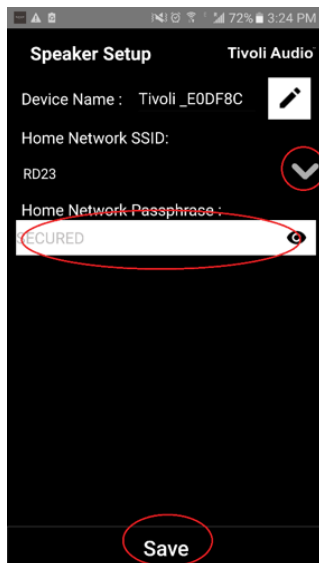 72% 3:24 PM
Speaker Setup Tivoli Audio
Device Name : Tivoli _E0DF8C
Home Network SSID:
RD23
Home Network Passphrase :
SECURED
Save